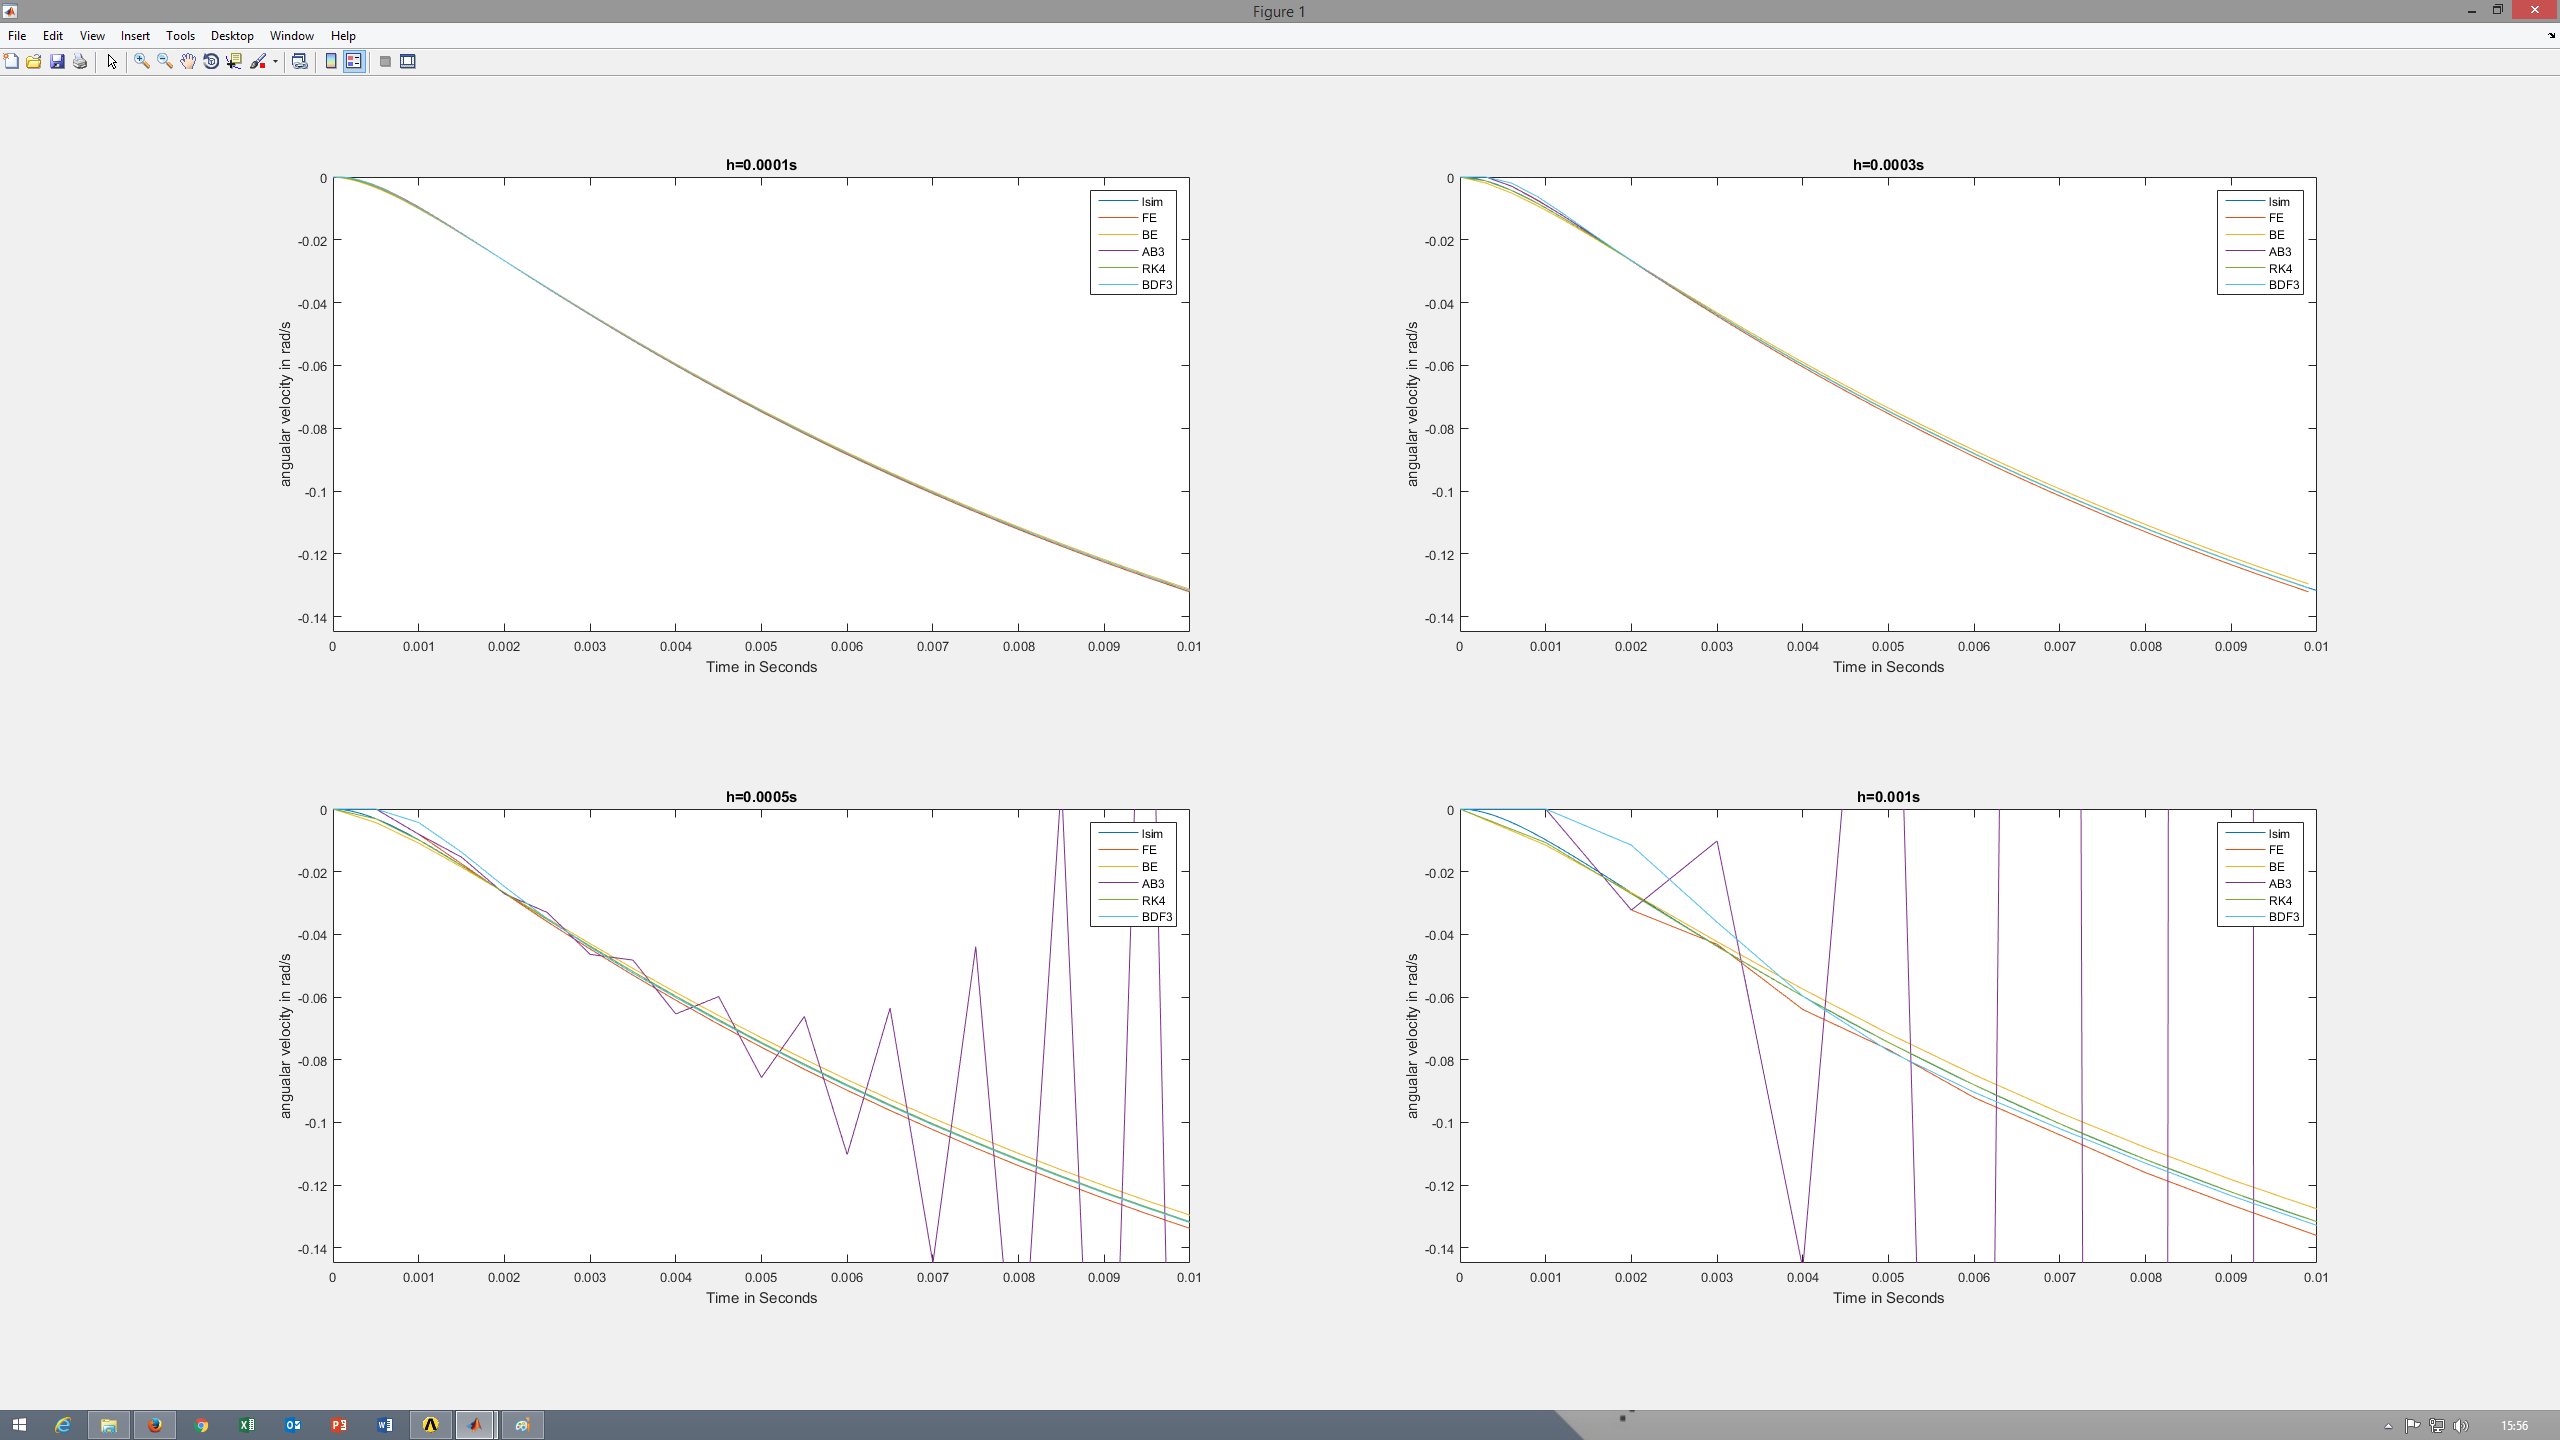 Figure 1
File Edit View Insert Tools Desktop Window Help
h=0.0001s
0
-0.02
-0.04
-0.06
-0.08
-0.1
-0.12
-0.14
angualar velocity in rad/s
lsim
FE
BE
AB3
RK4
BDF3
0 0.001 0.002 0.003 0.004 0.005 0.006 0.007 0.008 0.009 0.01
Time in Seconds
h=0.0003s
0
-0.02
-0.04
-0.06
-0.08
-0.1
-0.12
-0.14
angualar velocity in rad/s
lsim
FE
BE
AB3
RK4
BDF3
0 0.001 0.002 0.003 0.004 0.005 0.006 0.007 0.008 0.009 0.01
Time in Seconds
h=0.0005s
0
-0.02
-0.04
-0.06
-0.08
-0.1
-0.12
-0.14
angualar velocity in rad/s
lsim
FE
BE
AB3
RK4
BDF3
0 0.001 0.002 0.003 0.004 0.005 0.006 0.007 0.008 0.009 0.01
Time in Seconds
h=0.001s
0
-0.02
-0.04
-0.06
-0.08
-0.1
-0.12
-0.14
angualar velocity in rad/s
lsim
FE
BE
AB3
RK4
BDF3
0 0.001 0.002 0.003 0.004 0.005 0.006 0.007 0.008 0.009 0.01
Time in Seconds
15:56